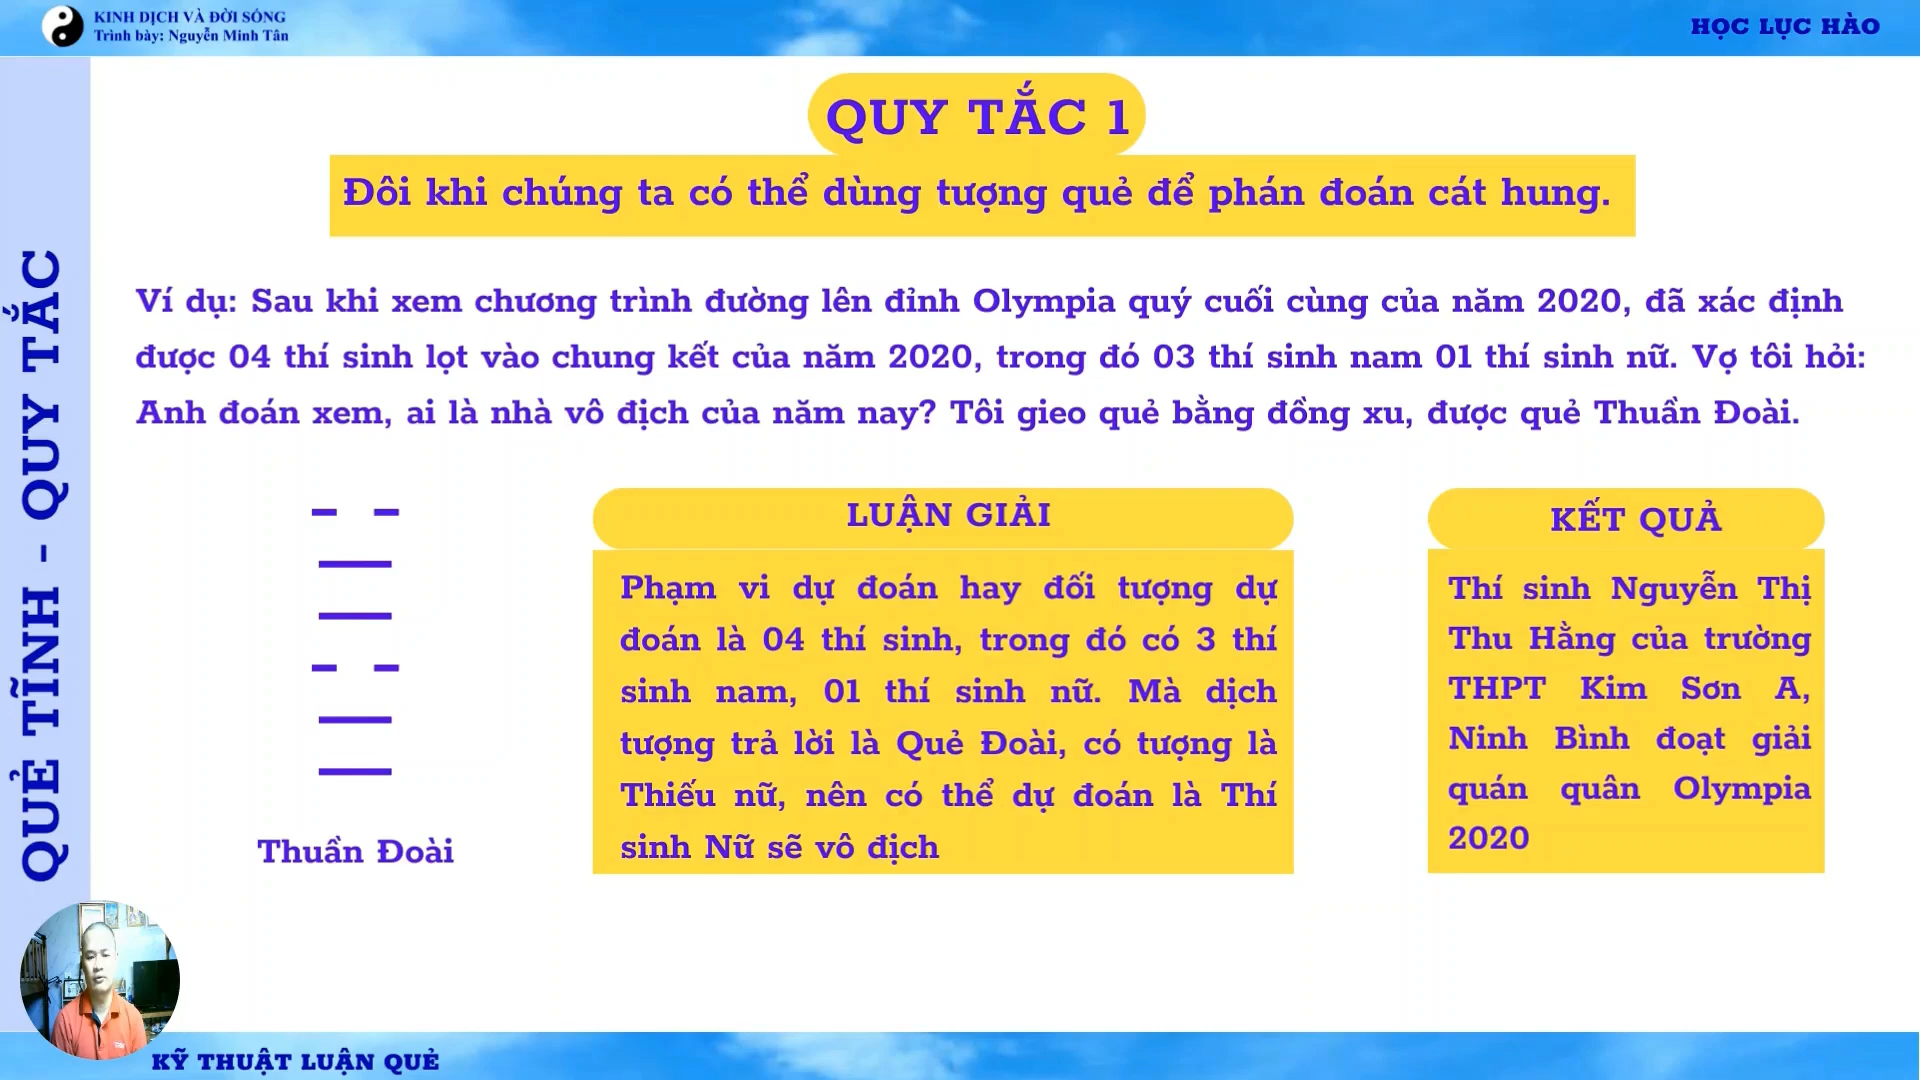 KINH DỊCH VÀ ĐỜI SỐNG
Trình bày: Nguyễn Minh Tân
HỌC LỤC HÀO
QUẺ TĨNH - QUY TẮC
QUY TẮC 1
Đôi khi chúng ta có thể dùng tượng quẻ để phán đoán cát hung.
Ví dụ: Sau khi xem chương trình đường lên đỉnh Olympia quý cuối cùng của năm 2020, đã xác định
được 04 thí sinh lọt vào chung kết của năm 2020, trong đó 03 thí sinh nam 01 thí sinh nữ. Vợ tôi hỏi:
Anh đoán xem, ai là nhà vô địch của năm nay? Tôi gieo quẻ bằng đồng xu, được quẻ Thuần Đoài.
Thuần Đoài
LUẬN GIẢI
Phạm vi dự đoán hay đối tượng dự
đoán là 04 thí sinh, trong đó có 3 thí
sinh nam, 01 thí sinh nữ. Mà dịch
tượng trả lời là Quẻ Đoài, có tượng là
Thiếu nữ, nên có thể dự đoán là Thí
sinh Nữ sẽ vô địch
KẾT QUẢ
Thí sinh Nguyễn Thị
Thu Hằng của trường
THPT Kim Sơn A,
Ninh Bình đoạt giải
quán quân Olympia
2020
KỸ THUẬT LUẬN QUẺ